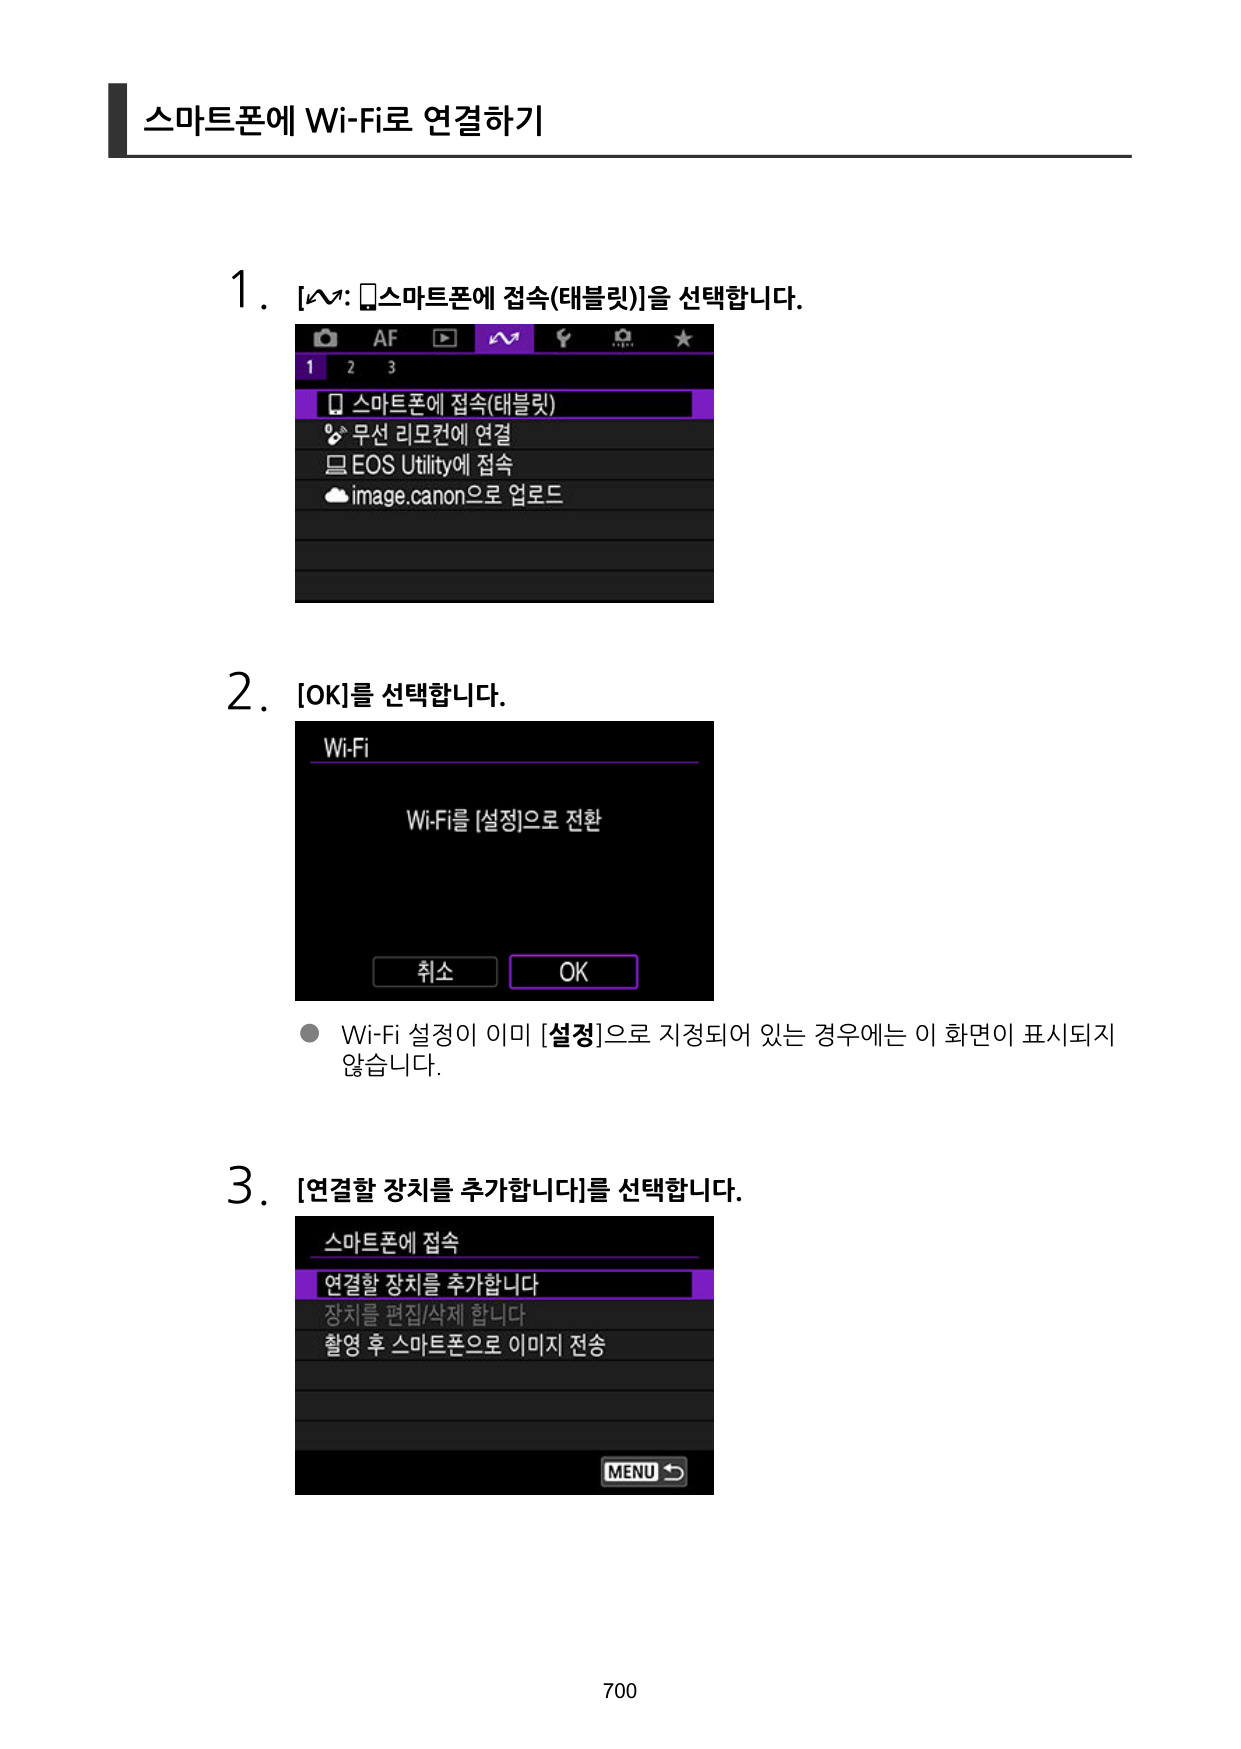 스마트폰에 Wi-Fi로 연결하기
1. [: 스마트폰에 접속(태블릿)]을 선택합니다.
AF
1 2 3
스마트폰에 접속(태블릿)
무선 리모컨에 연결
EOS Utility에 접속
image.canon으로 업로드
2. [OK]를 선택합니다.
Wi-Fi
Wi-Fi를 [설정]으로 전환
취소 OK
● Wi-Fi 설정이 이미 [설정]으로 지정되어 있는 경우에는 이 화면이 표시되지
않습니다.
3. [연결할 장치를 추가합니다]를 선택합니다.
스마트폰에 접속
연결할 장치를 추가합니다
장치를 편집/삭제 합니다
촬영 후 스마트폰으로 이미지 전송
MENU
700